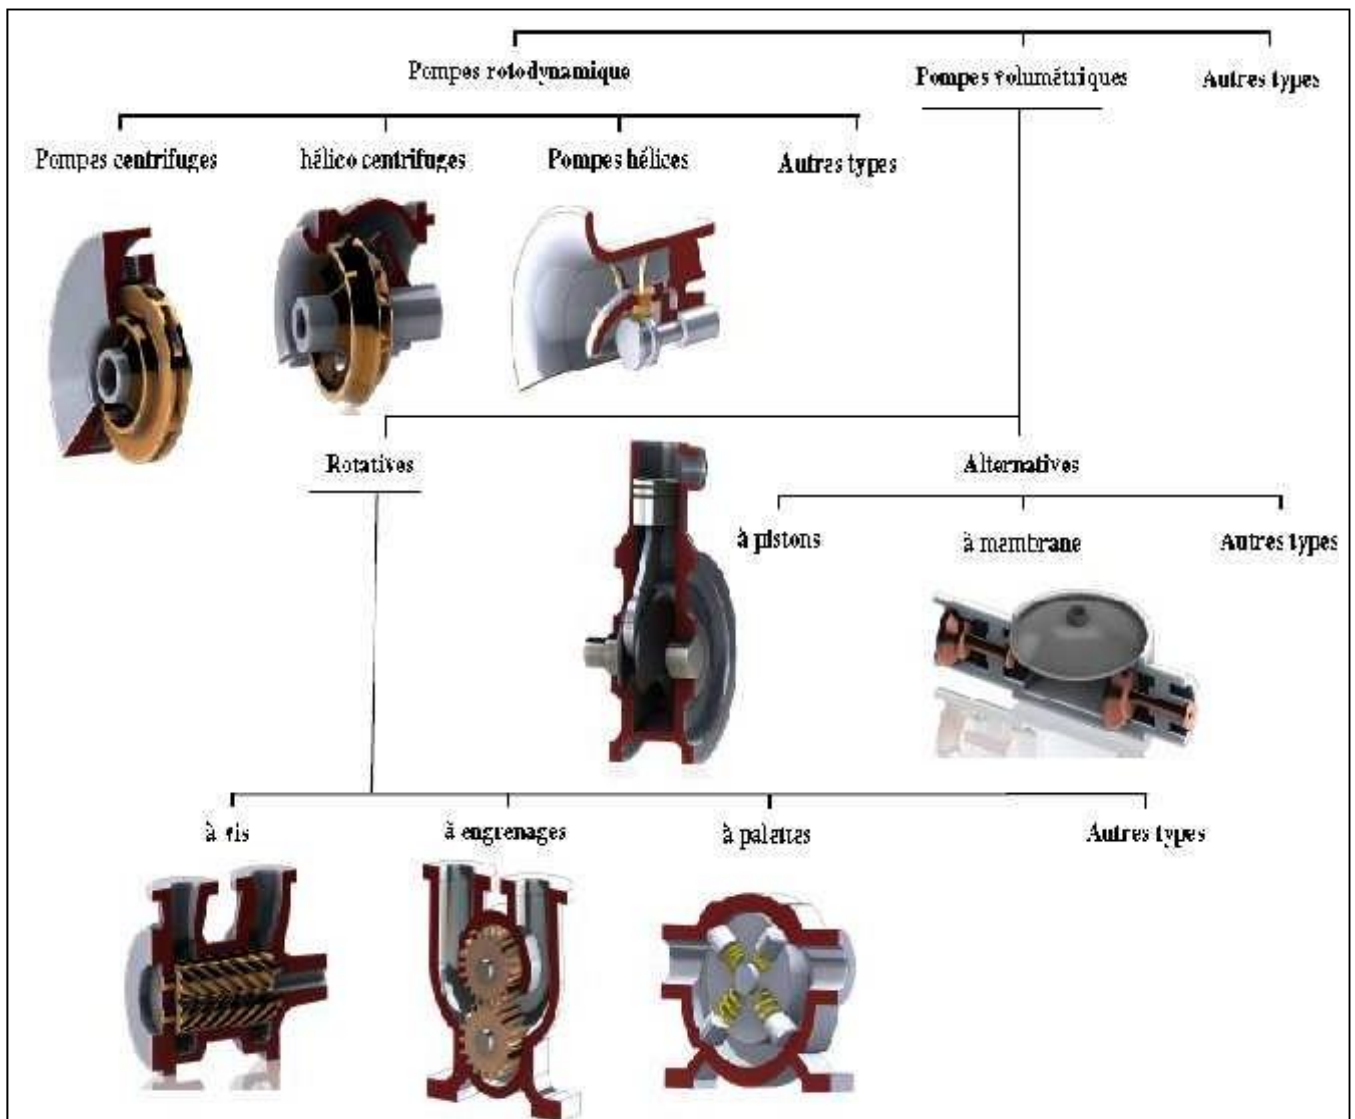 Pompes rotodynamique
Pompes volumétriques
Autres types
Pompes centrifuges
hélico centrifuges
Pompes hélices
Autres types
Rotatives
Alternatives
à pistons
à membrane
Autres types
à vis
à engrenages
à palettes
Autres types